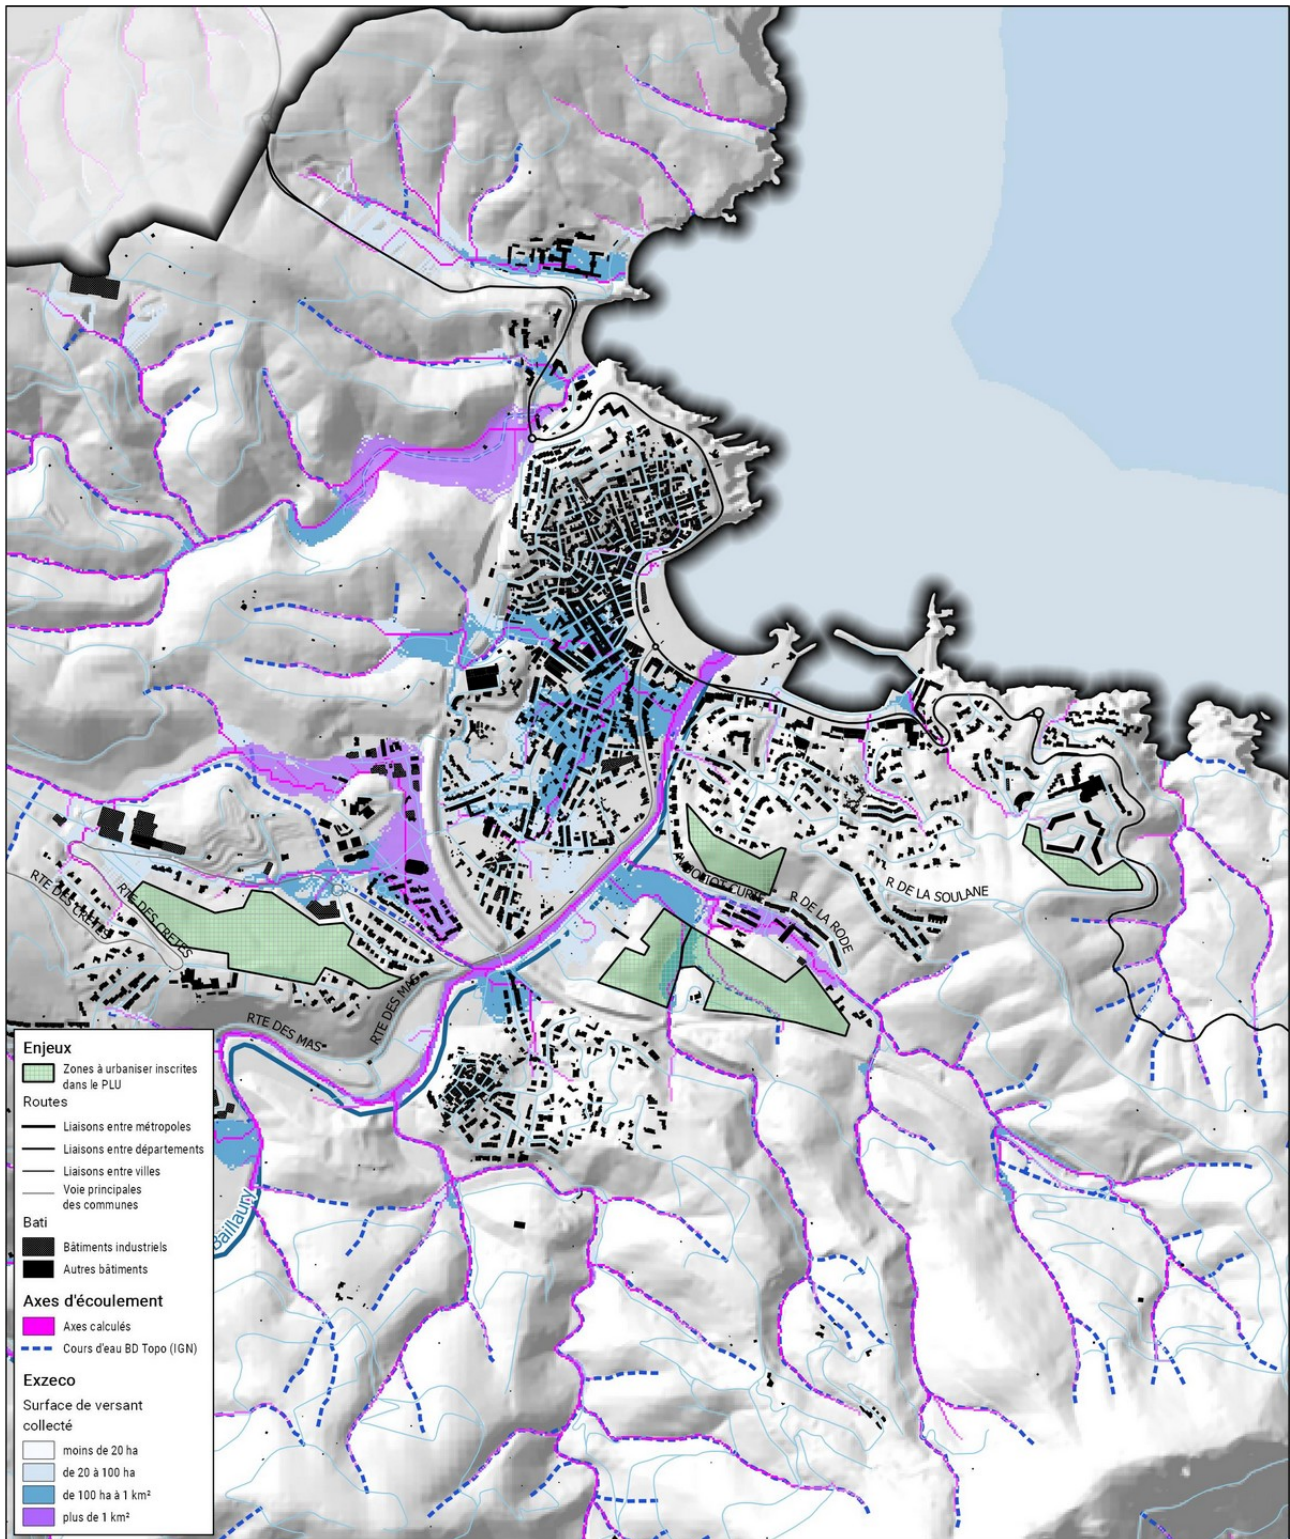 R JOLIOT CURIE
R DE LA RODE
R DE LA SOULANE
RTE DES CRETES
RTE DES CRETES
RTE DES MAS
RTE DES MAS
Baillaury
Enjeux
Zones à urbaniser inscrites
dans le PLU
Routes
Liaisons entre métropoles
Liaisons entre départements
Liaisons entre villes
Voie principales
des communes
Bati
Bâtiments industriels
Autres bâtiments
Axes d'écoulement
Axes calculés
Cours d'eau BD Topo (IGN)
Exzeco
Surface de versant
collecté
moins de 20 ha
de 20 à 100 ha
de 100 ha à 1 km²
plus de 1 km²